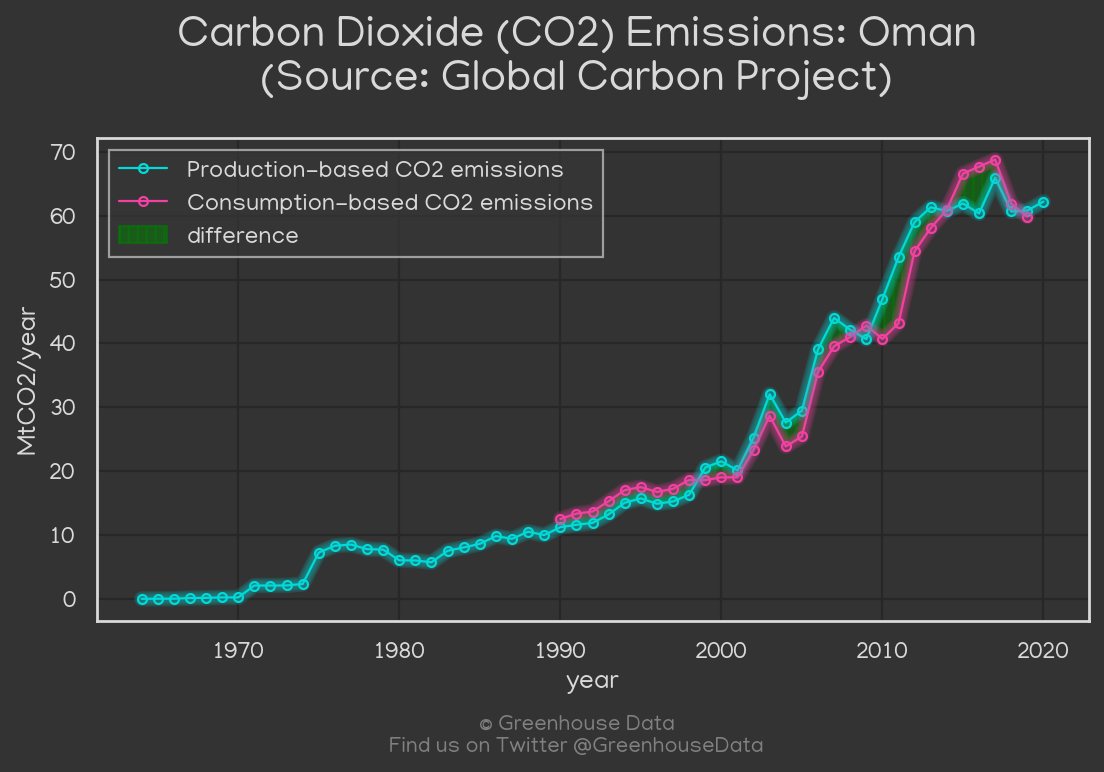 Carbon Dioxide (CO2) Emissions: Oman
(Source: Global Carbon Project)
Production-based CO2 emissions
Consumption-based CO2 emissions
difference
MtCO2/year
70
60
50
40
30
20
10
0
1970 1980 1990 2000 2010 2020
year
© Greenhouse Data
Find us on Twitter @GreenhouseData